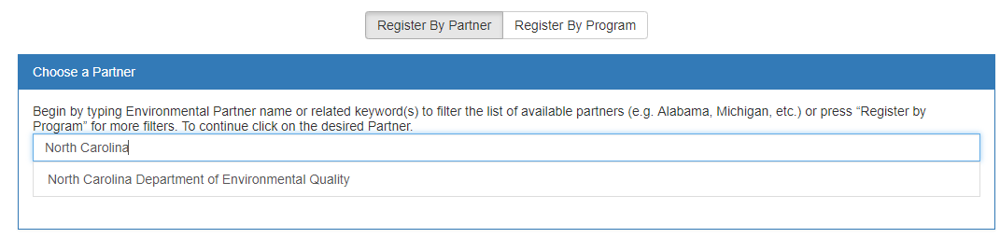 Register By Partner Register By Program
Choose a Partner
Begin by typing Environmental Partner name or related keyword(s) to filter the list of available partners (e.g. Alabama, Michigan, etc.) or press “Register by
Program” for more filters. To continue click on the desired Partner.
North Carolina
North Carolina Department of Environmental Quality